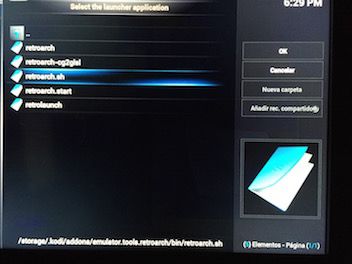 Select the launcher application
6:29 PM
..
retroarch
retroarch-cg2glsl
retroarch.sh
retroarch.start
retrolaunch
OK
Cancelar
Nueva carpeta
Añadir rec. compartido
/storage/.kodi/addons/emulator.tools.retroarch/bin/retroarch.sh
(5) Elementos - Página (1/1)